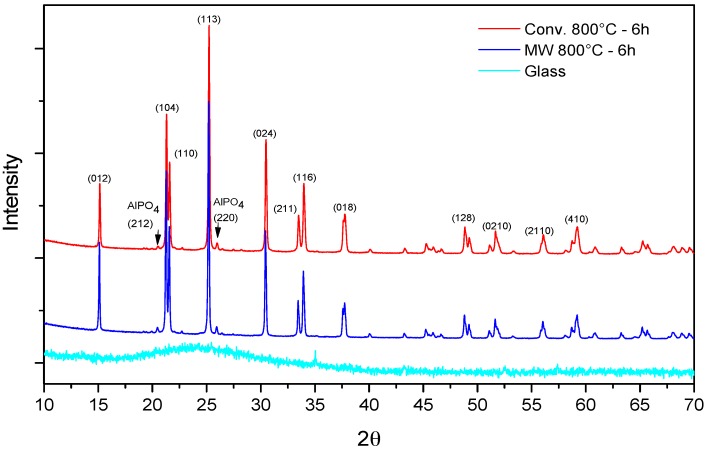 (113)
Conv. 800°C - 6h
MW 800°C - 6h
Glass
(104)
(110)
(024)
(012)
AlPO4
(212)
AlPO4
(220)
(211)
(116)
(018)
(128)
(0210)
(2110)
(410)
Intensity
10 15 20 25 30 35 40 45 50 55 60 65 70
2θ